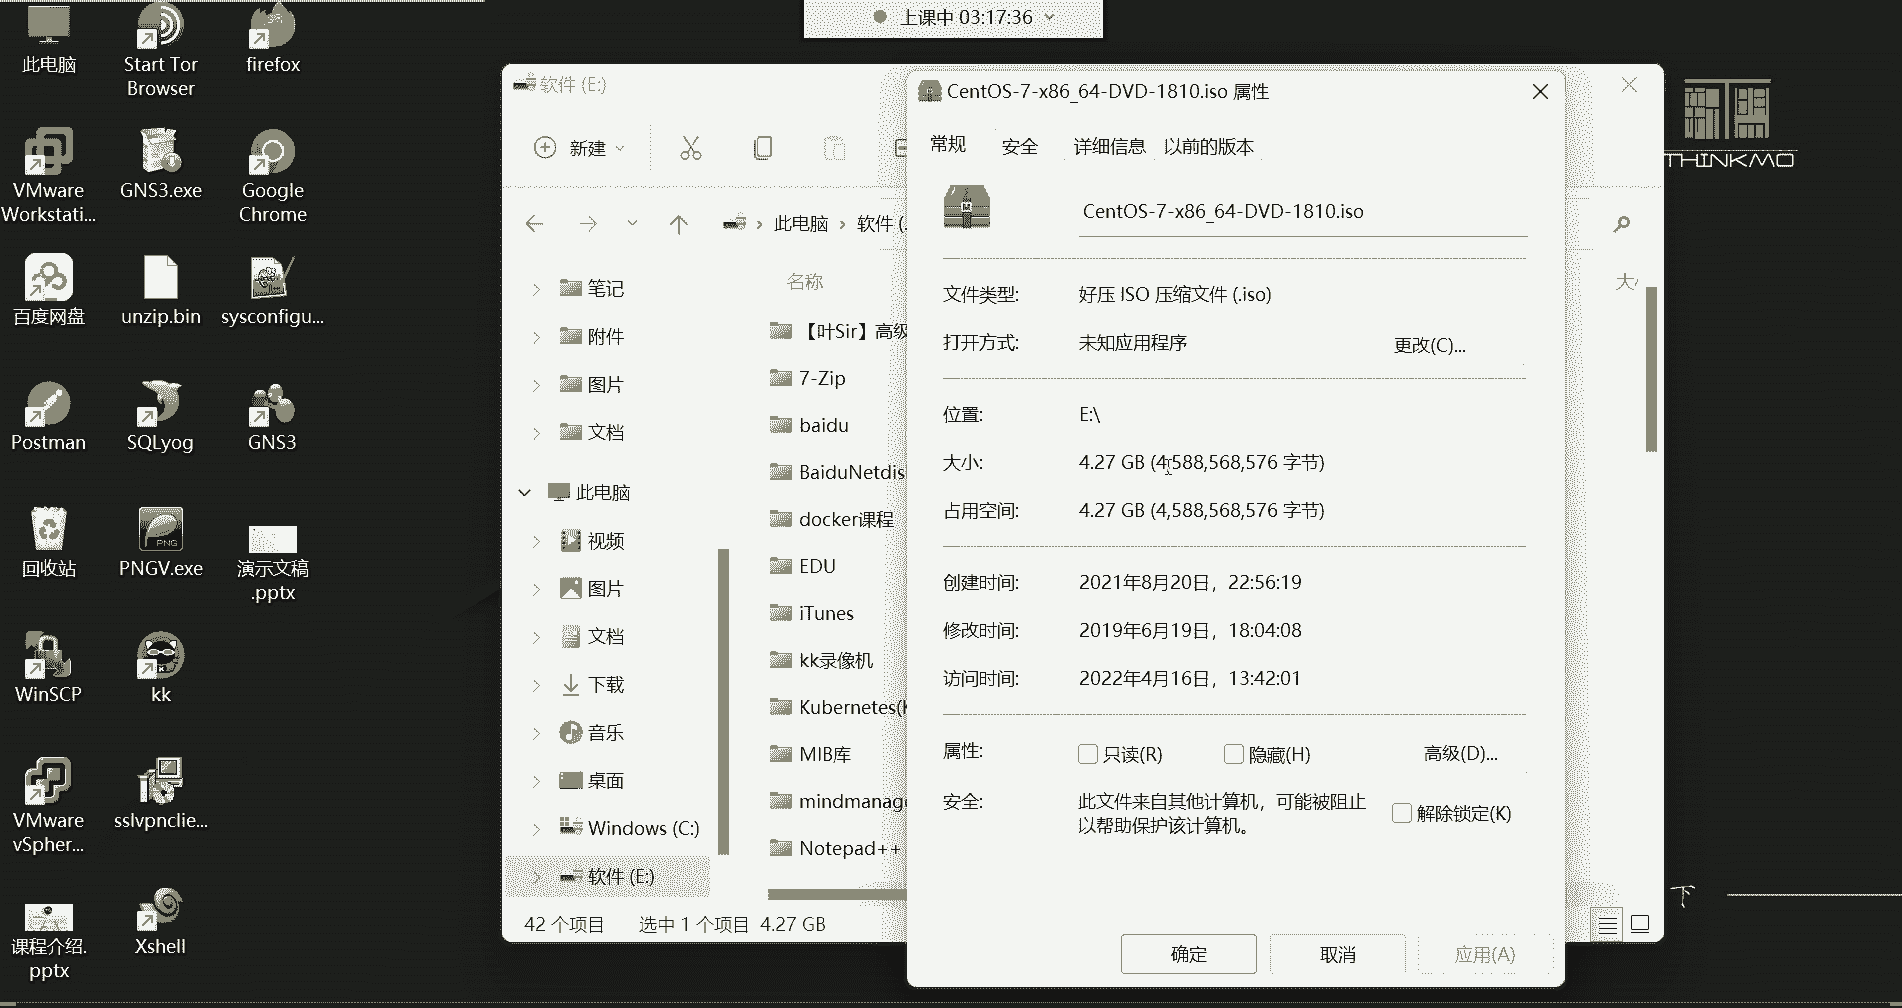 上课中 03:17:36
此电脑
Start Tor
Browser
firefox
VMware
Workstati...
GNS3.exe
Google
Chrome
百度网盘
unzip.bin
sysconfigu...
Postman
SQLyog
GNS3
回收站
PNGV.exe
PNG
演示文稿
.pptx
WinSCP
kk
VMware
vSpher...
sslvpnclie...
课程介绍.
pptx
Xshell
软件 (E:)
新建
此电脑
软件 (
名称
大
笔记
附件
图片
文档
此电脑
视频
图片
文档
下载
音乐
桌面
Windows (C:)
软件 (E:)
【叶Sir】高级
7-Zip
baidu
BaiduNetdis
docker课程
EDU
iTunes
kk录像机
Kubernetes(
MIB库
mindmanag
Notepad++
42 个项目
选中 1 个项目 4.27 GB
CentOS-7-x86_64-DVD-1810.iso 属性
常规
安全
详细信息
以前的版本
CentOS-7-x86_64-DVD-1810.iso
文件类型:
好压 ISO 压缩文件 (.iso)
打开方式:
未知应用程序
更改(C)...
位置:
E:\
大小:
4.27 GB (4,588,568,576 字节)
占用空间:
4.27 GB (4,588,568,576 字节)
创建时间:
2021年8月20日，22:56:19
修改时间:
2019年6月19日，18:04:08
访问时间:
2022年4月16日，13:42:01
属性:
只读(R)
隐藏(H)
高级(D)...
安全:
此文件来自其他计算机，可能被阻止
以帮助保护该计算机。
解除锁定(K)
确定
取消
应用(A)
THINKMO
下